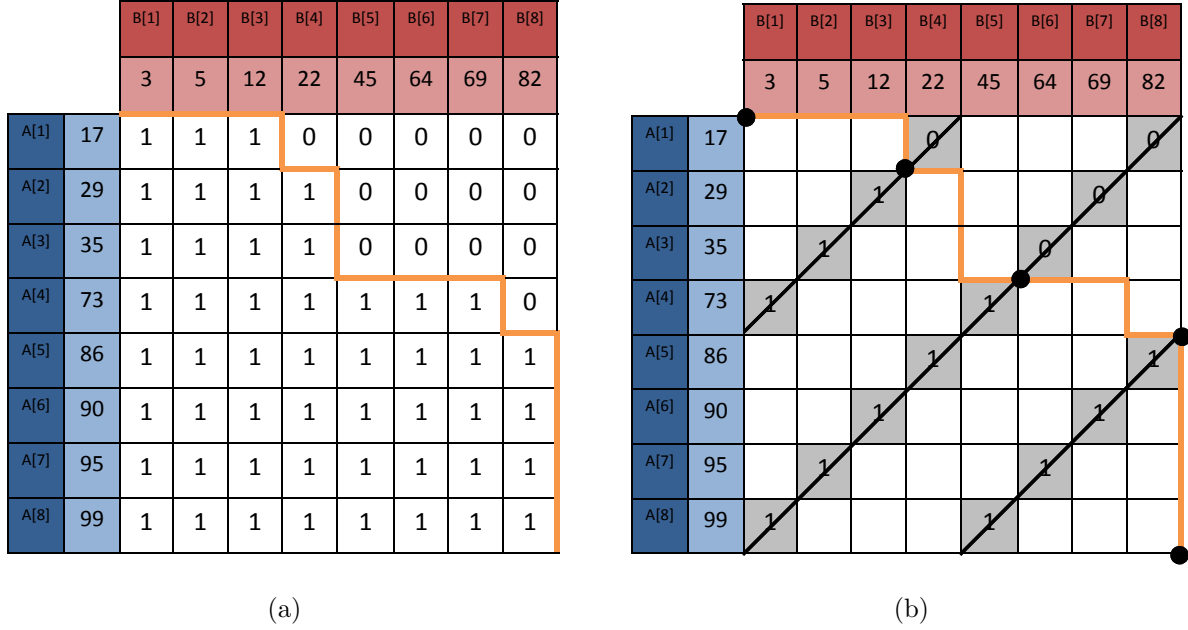 B[1] B[2] B[3] B[4] B[5] B[6] B[7] B[8]
3 5 12 22 45 64 69 82
A[1] 17 1 1 1 0 0 0 0 0
A[2] 29 1 1 1 1 0 0 0 0
A[3] 35 1 1 1 1 0 0 0 0
A[4] 73 1 1 1 1 1 1 1 0
A[5] 86 1 1 1 1 1 1 1 1
A[6] 90 1 1 1 1 1 1 1 1
A[7] 95 1 1 1 1 1 1 1 1
A[8] 99 1 1 1 1 1 1 1 1
(a)
B[1] B[2] B[3] B[4] B[5] B[6] B[7] B[8]
3 5 12 22 45 64 69 82
A[1] 17 0 0
A[2] 29 1 0
A[3] 35 1 0
A[4] 73 1 1
A[5] 86 1 1
A[6] 90 1 1
A[7] 95 1 1
A[8] 99 1 1
(b)